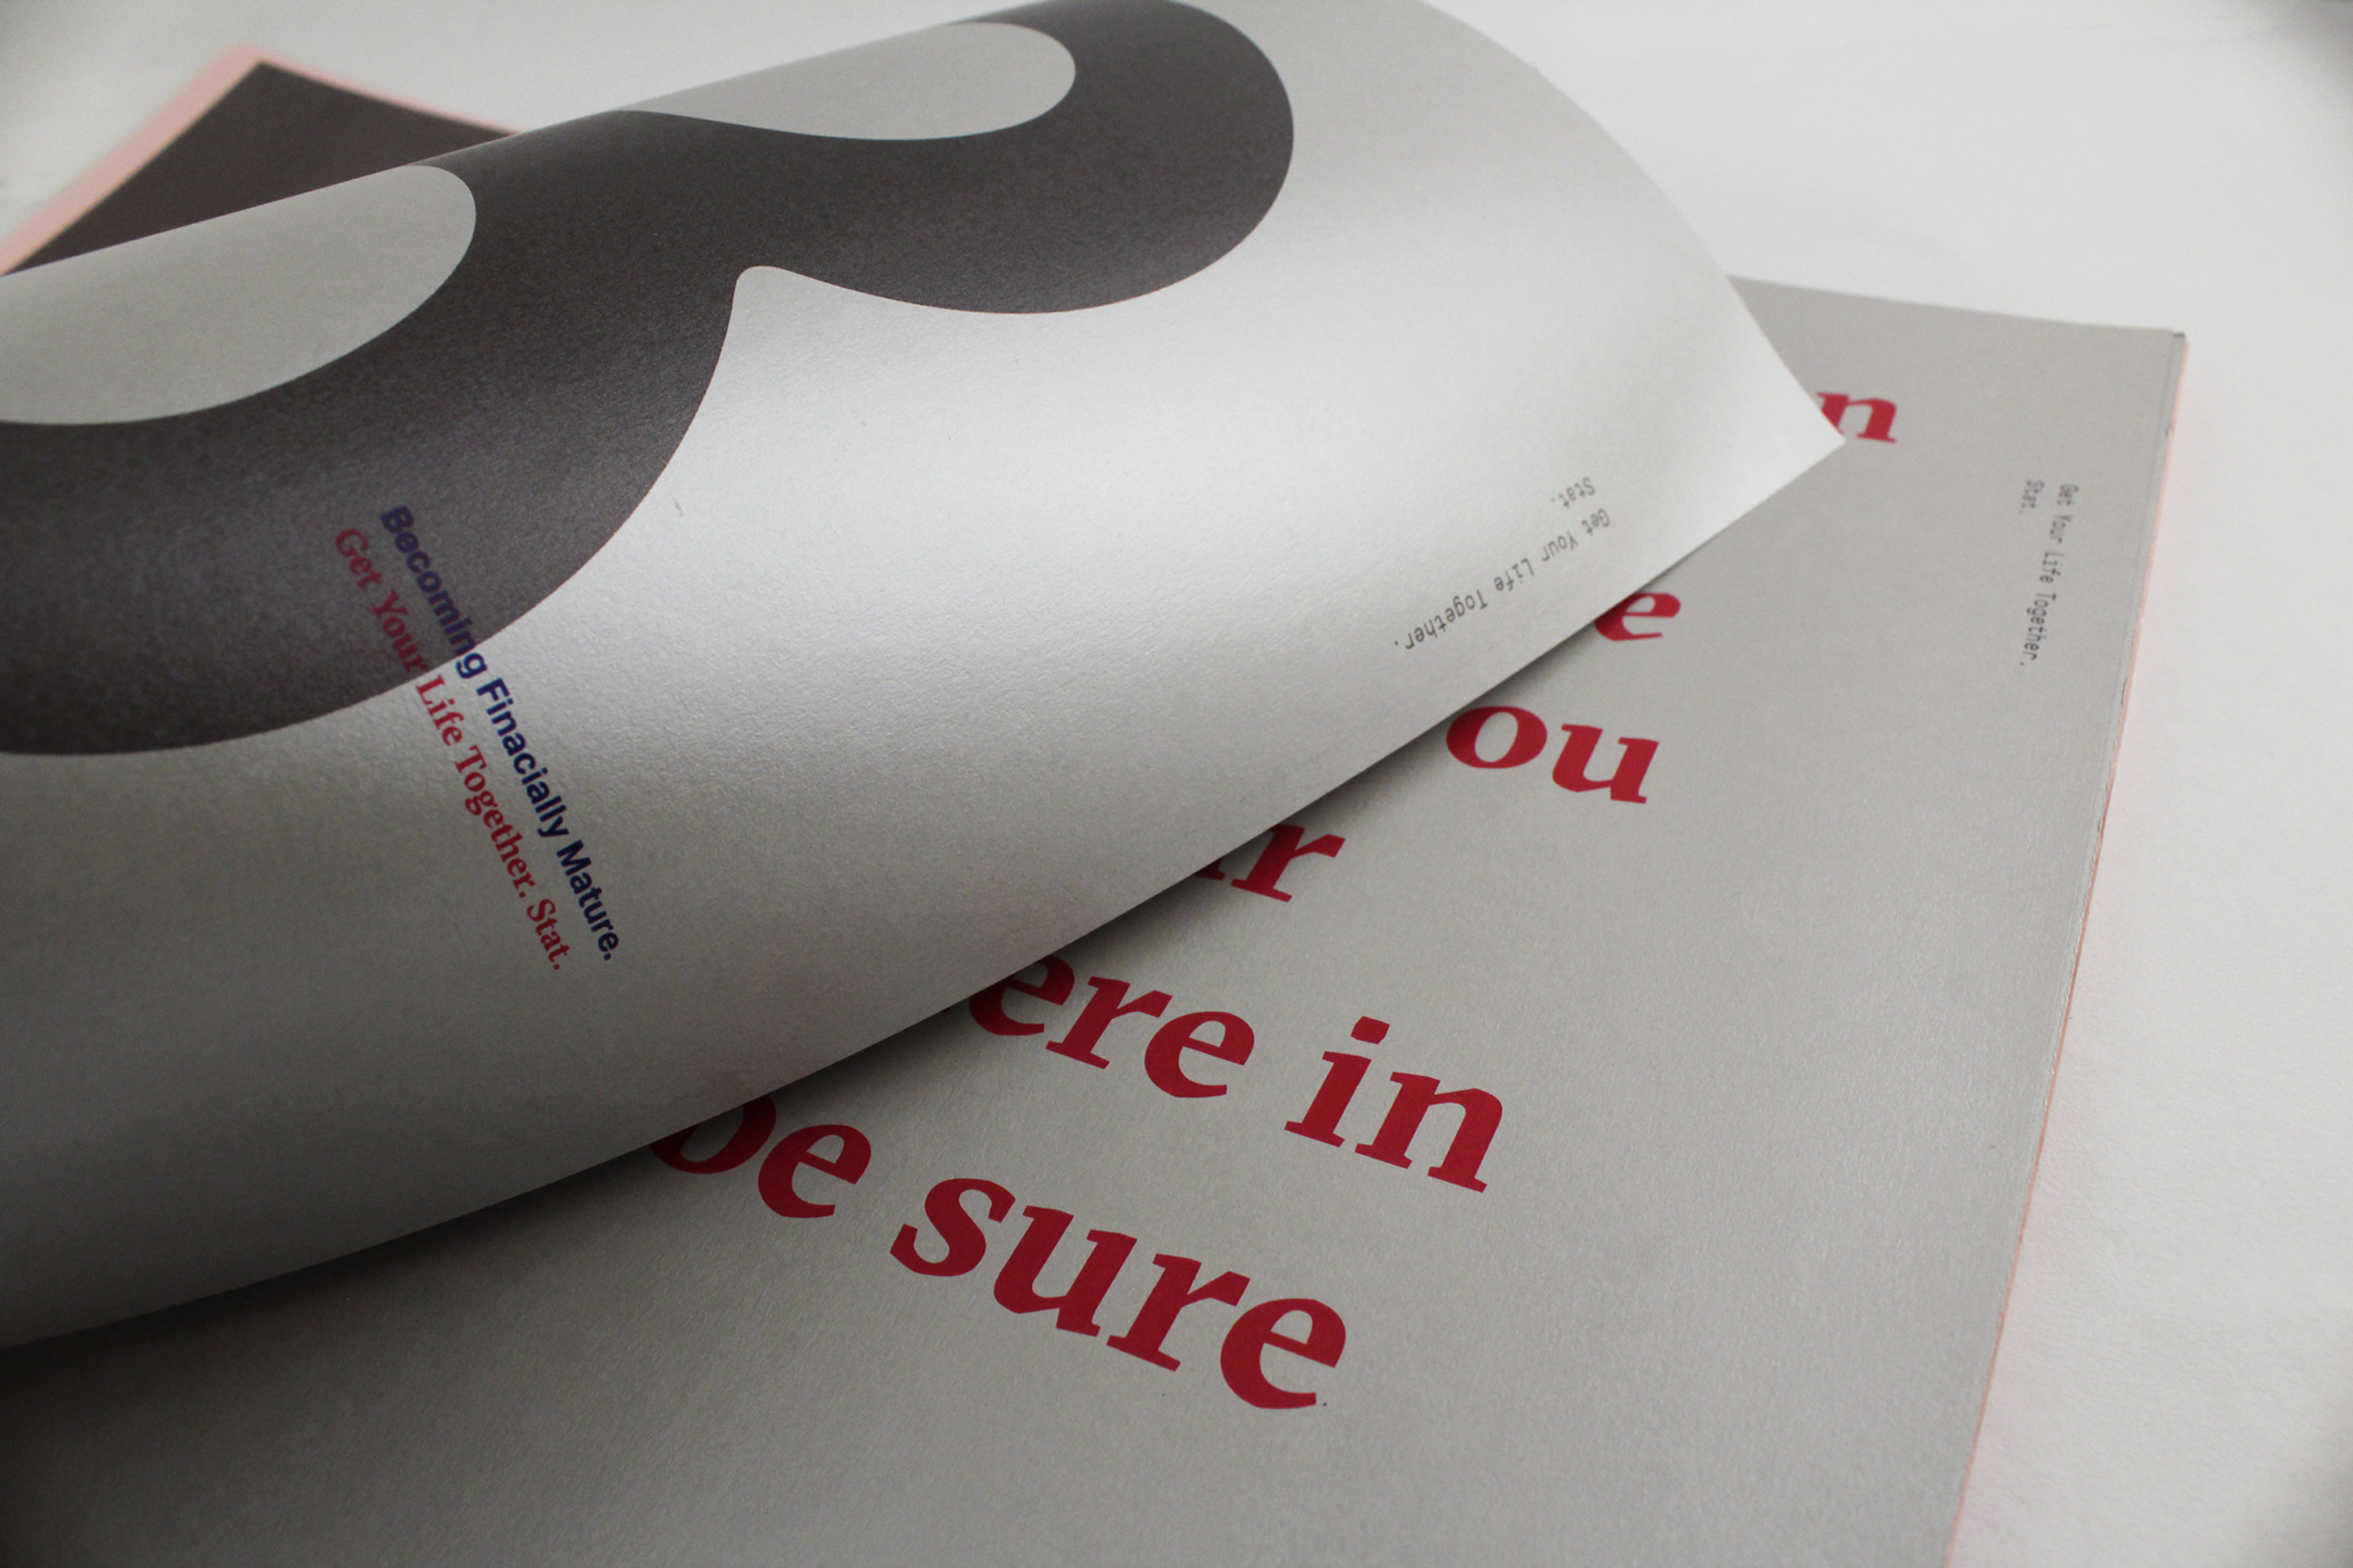 Becoming Finacially Mature.
Get Your Life Together. Stat.
Get Your Life Together.
Stat.
Get Your Life Together.
Stat.
n
e
ou
ur
ere in
be sure